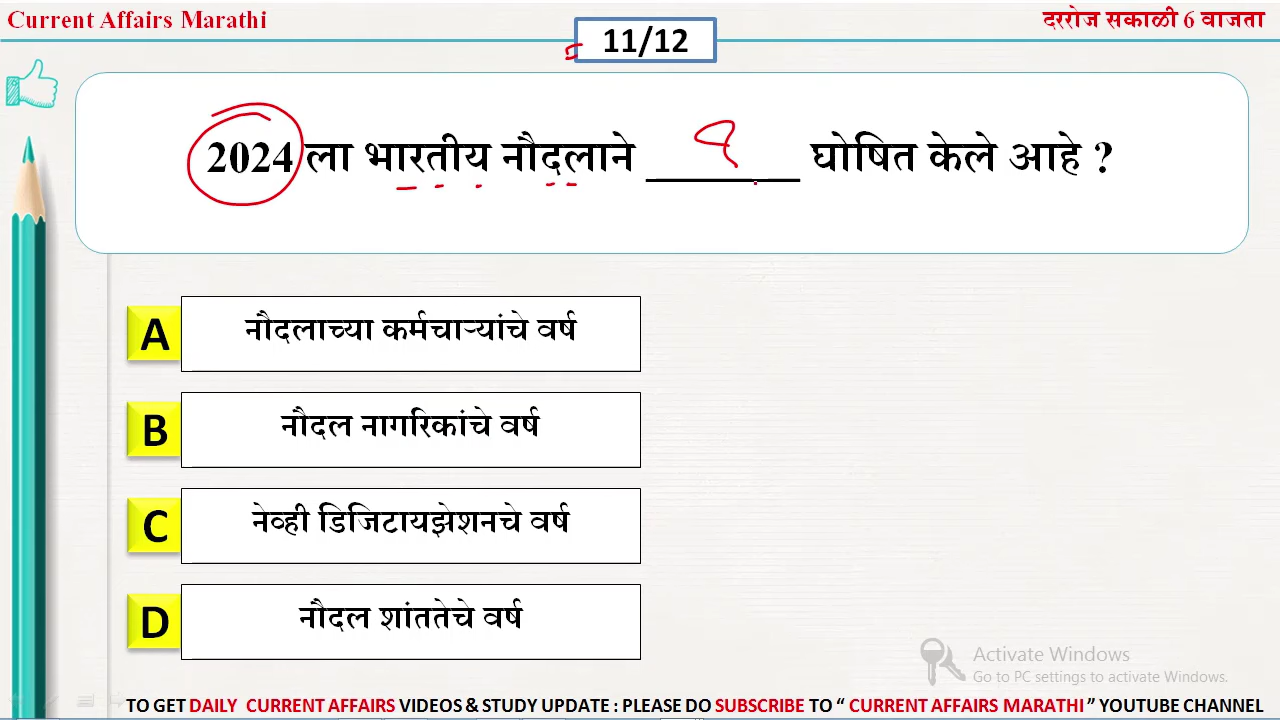 Current Affairs Marathi
दररोज सकाळी 6 वाजता
11/12
2024 ला भारतीय नौदलाने ________ घोषित केले आहे ?
A नौदलाच्या कर्मचाऱ्यांचे वर्ष
B नौदल नागरिकांचे वर्ष
C नेव्ही डिजिटायझेशनचे वर्ष
D नौदल शांततेचे वर्ष
Activate Windows
Go to PC settings to activate Windows.
TO GET DAILY CURRENT AFFAIRS VIDEOS & STUDY UPDATE : PLEASE DO SUBSCRIBE TO “ CURRENT AFFAIRS MARATHI ” YOUTUBE CHANNEL